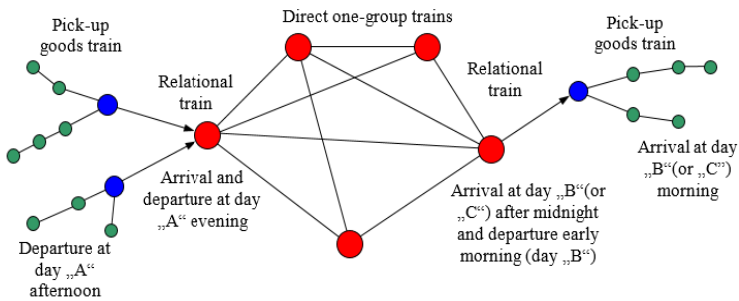 Direct one-group trains
Pick-up
goods train
Pick-up
goods train
Relational
train
Relational
train
Arrival and
departure at day
„A“ evening
Arrival at day „B“(or
„C“) after midnight
and departure early
morning (day „B“)
Arrival at day
„B“(or „C”)
morning
Departure at
day „A“
afternoon